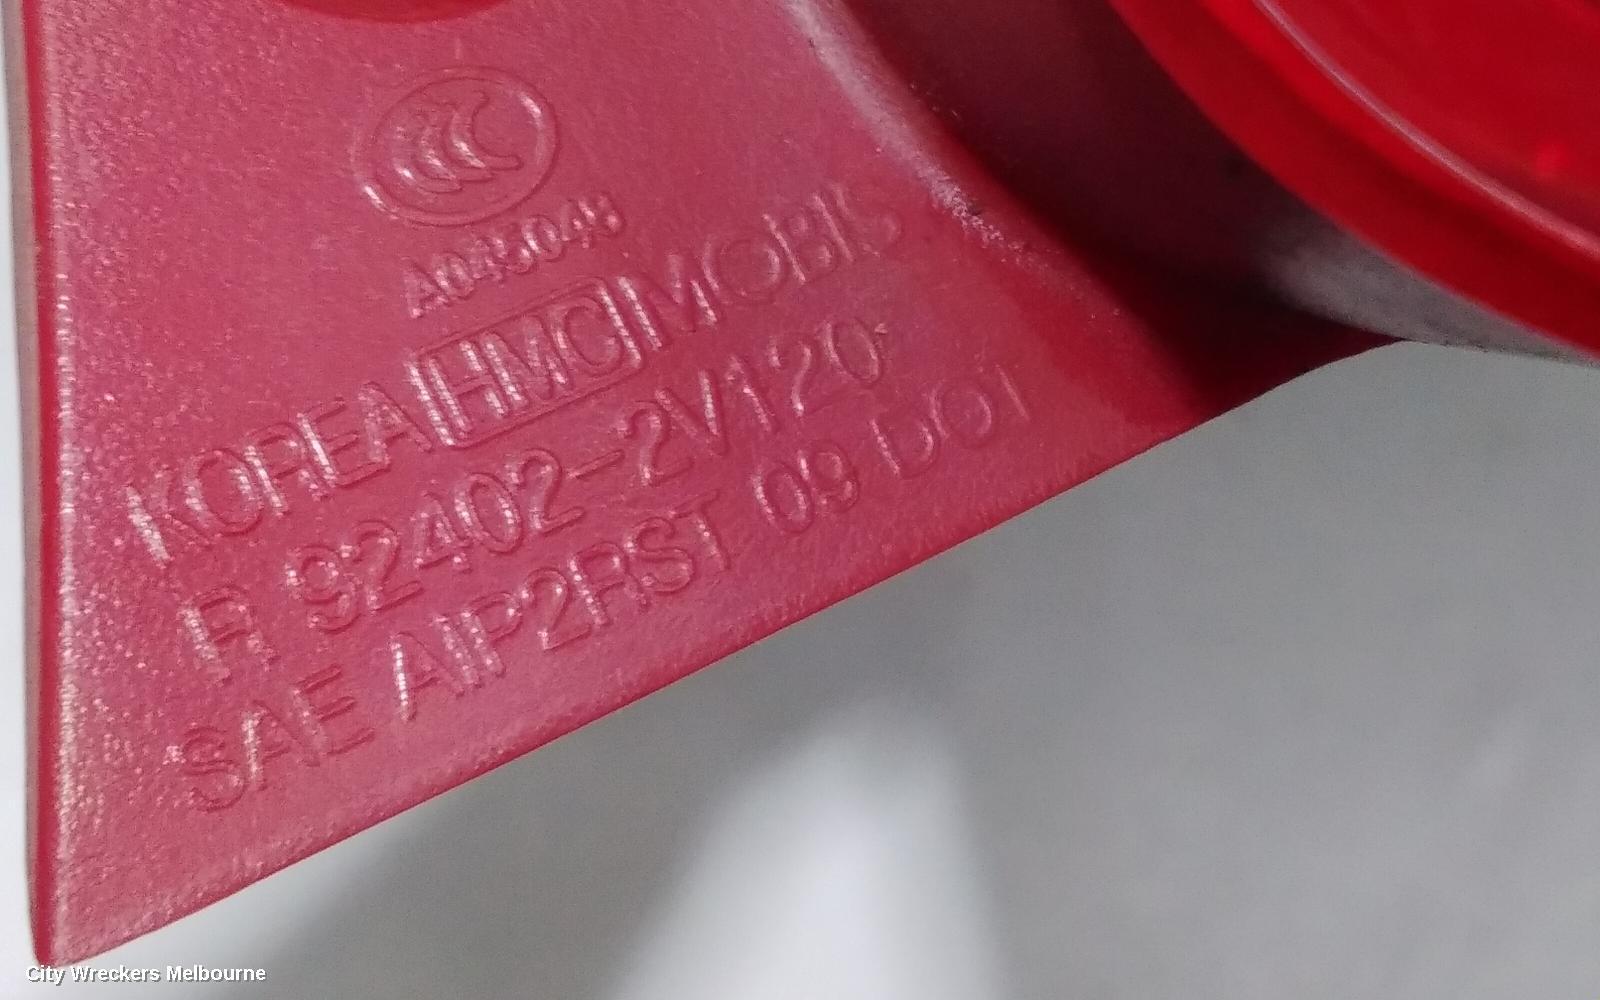 A045048
KOREA HMC MOBIS
R 92402-2V120
SAE AIP2RST 09 DOT
City Wreckers Melbourne